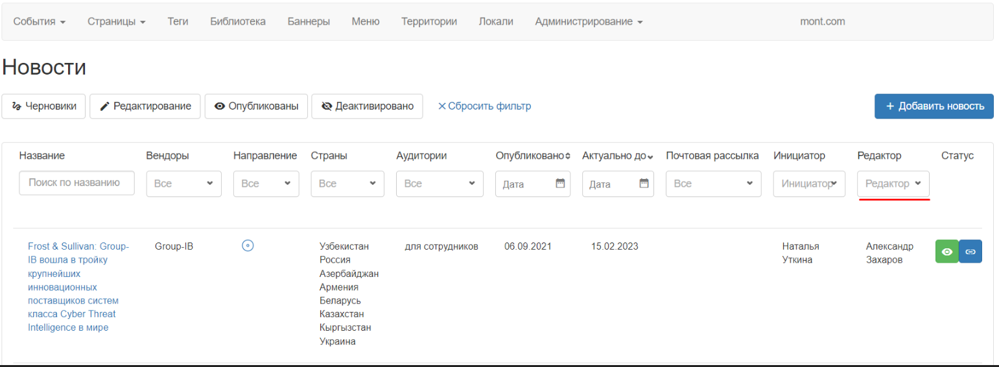 События Страницы Теги Библиотека Баннеры Меню Территории Локали Администрирование mont.com
Новости
Черновики Редактирование Опубликованы Деактивировано Сбросить фильтр + Добавить новость
Название Вендоры Направление Страны Аудитории Опубликовано Актуально до Почтовая рассылка Инициатор Редактор Статус
Поиск по названию Все Все Все Все Дата Дата Все Инициатор Редактор
Frost & Sullivan: Group- Group-IB Узбекистан для сотрудников 06.09.2021 15.02.2023 Наталья Александр
IB вошла в тройку Россия Уткина Захаров
крупнейших Азербайджан
инновационных Армения
поставщиков систем Беларусь
класса Cyber Threat Казахстан
Intelligence в мире Кыргызстан
Украина